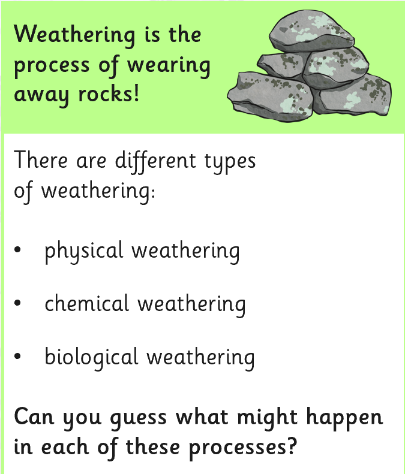 Weathering is the
process of wearing
away rocks!
There are different types
of weathering:
• physical weathering
• chemical weathering
• biological weathering
Can you guess what might happen
in each of these processes?